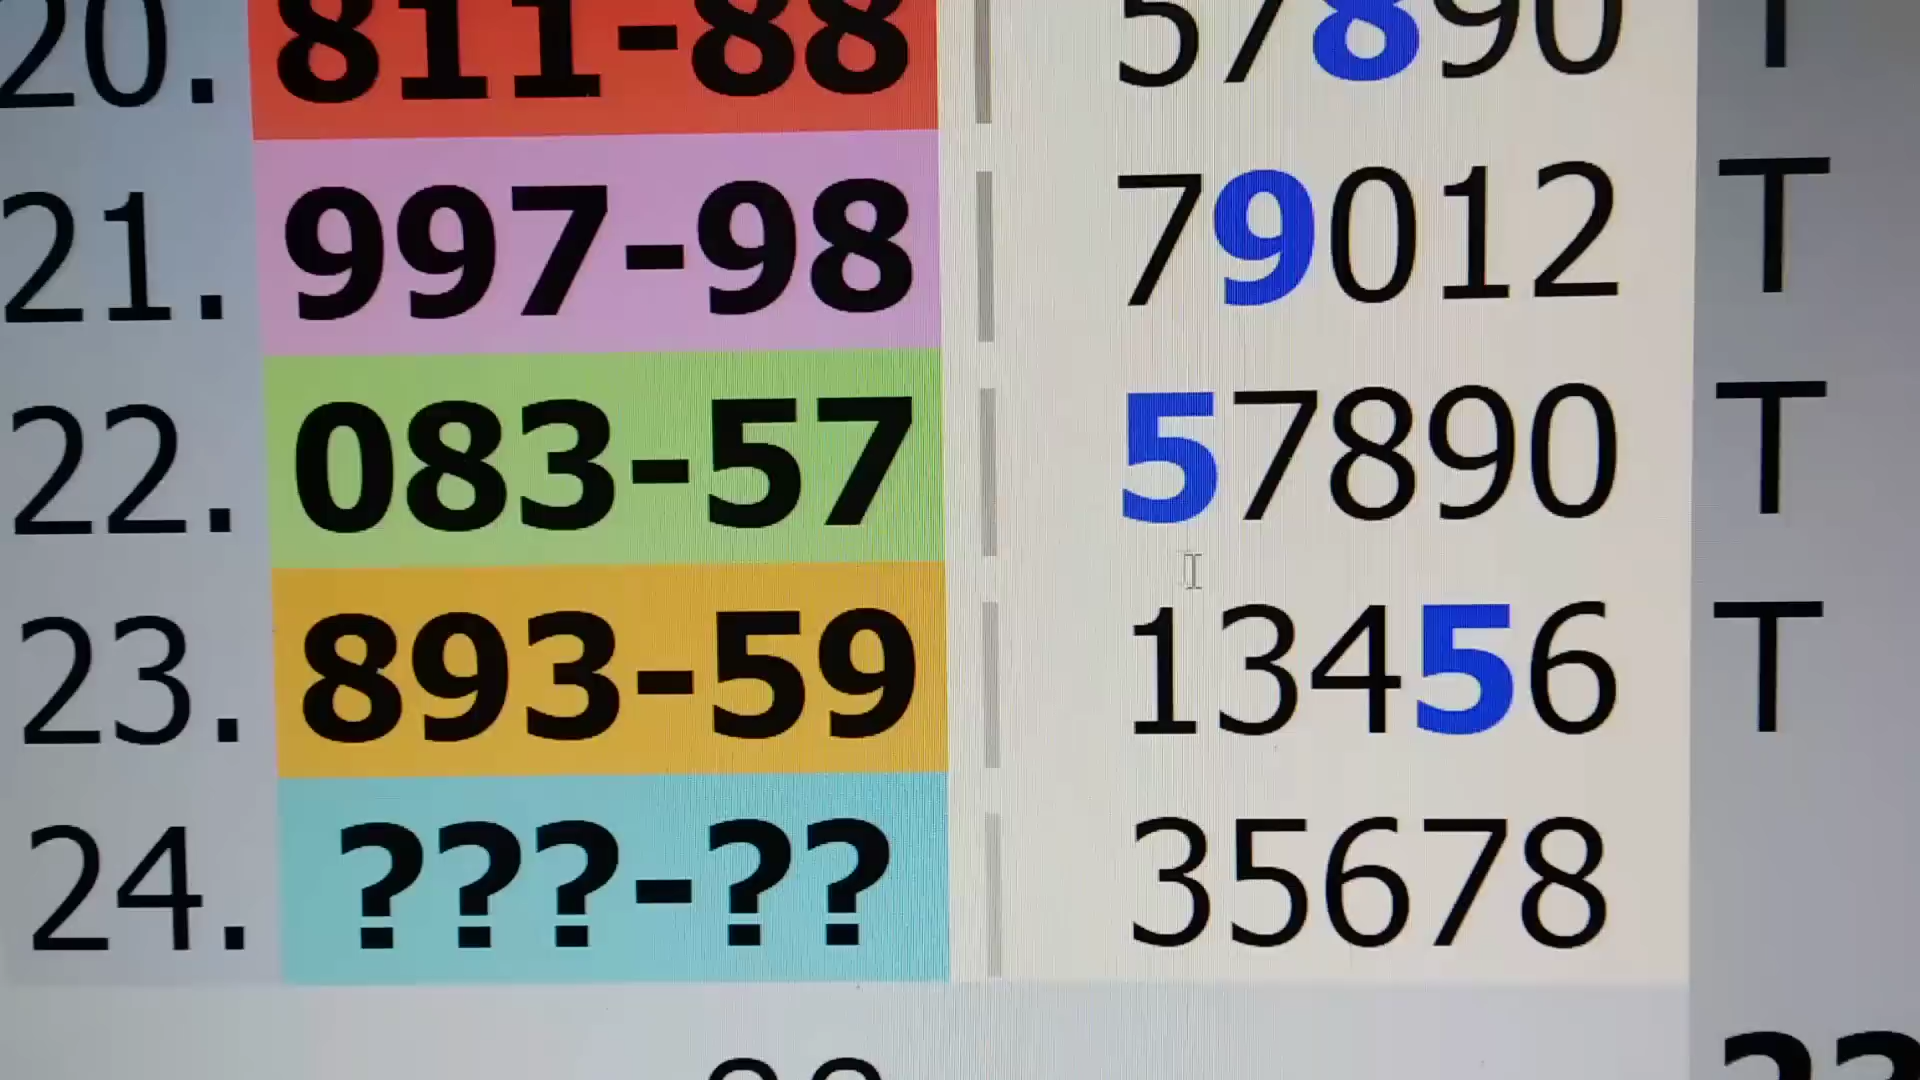 20. 811-88 57890 T
21. 997-98 79012 T
22. 083-57 57890 T
23. 893-59 13456 T
24. ???-?? 35678